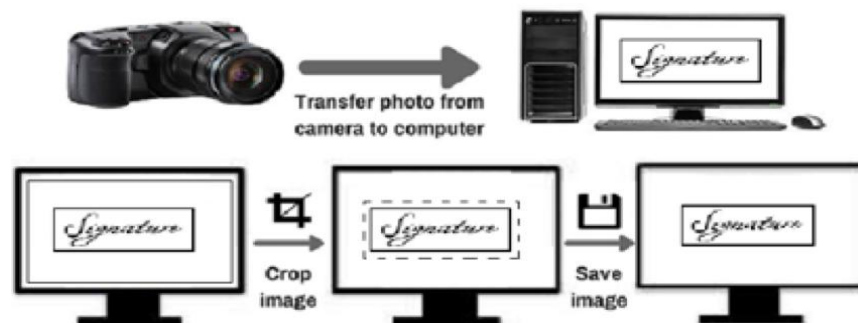 Signature
Transfer photo from
camera to computer
Signature
Signature
Signature
Crop
image
Save
image